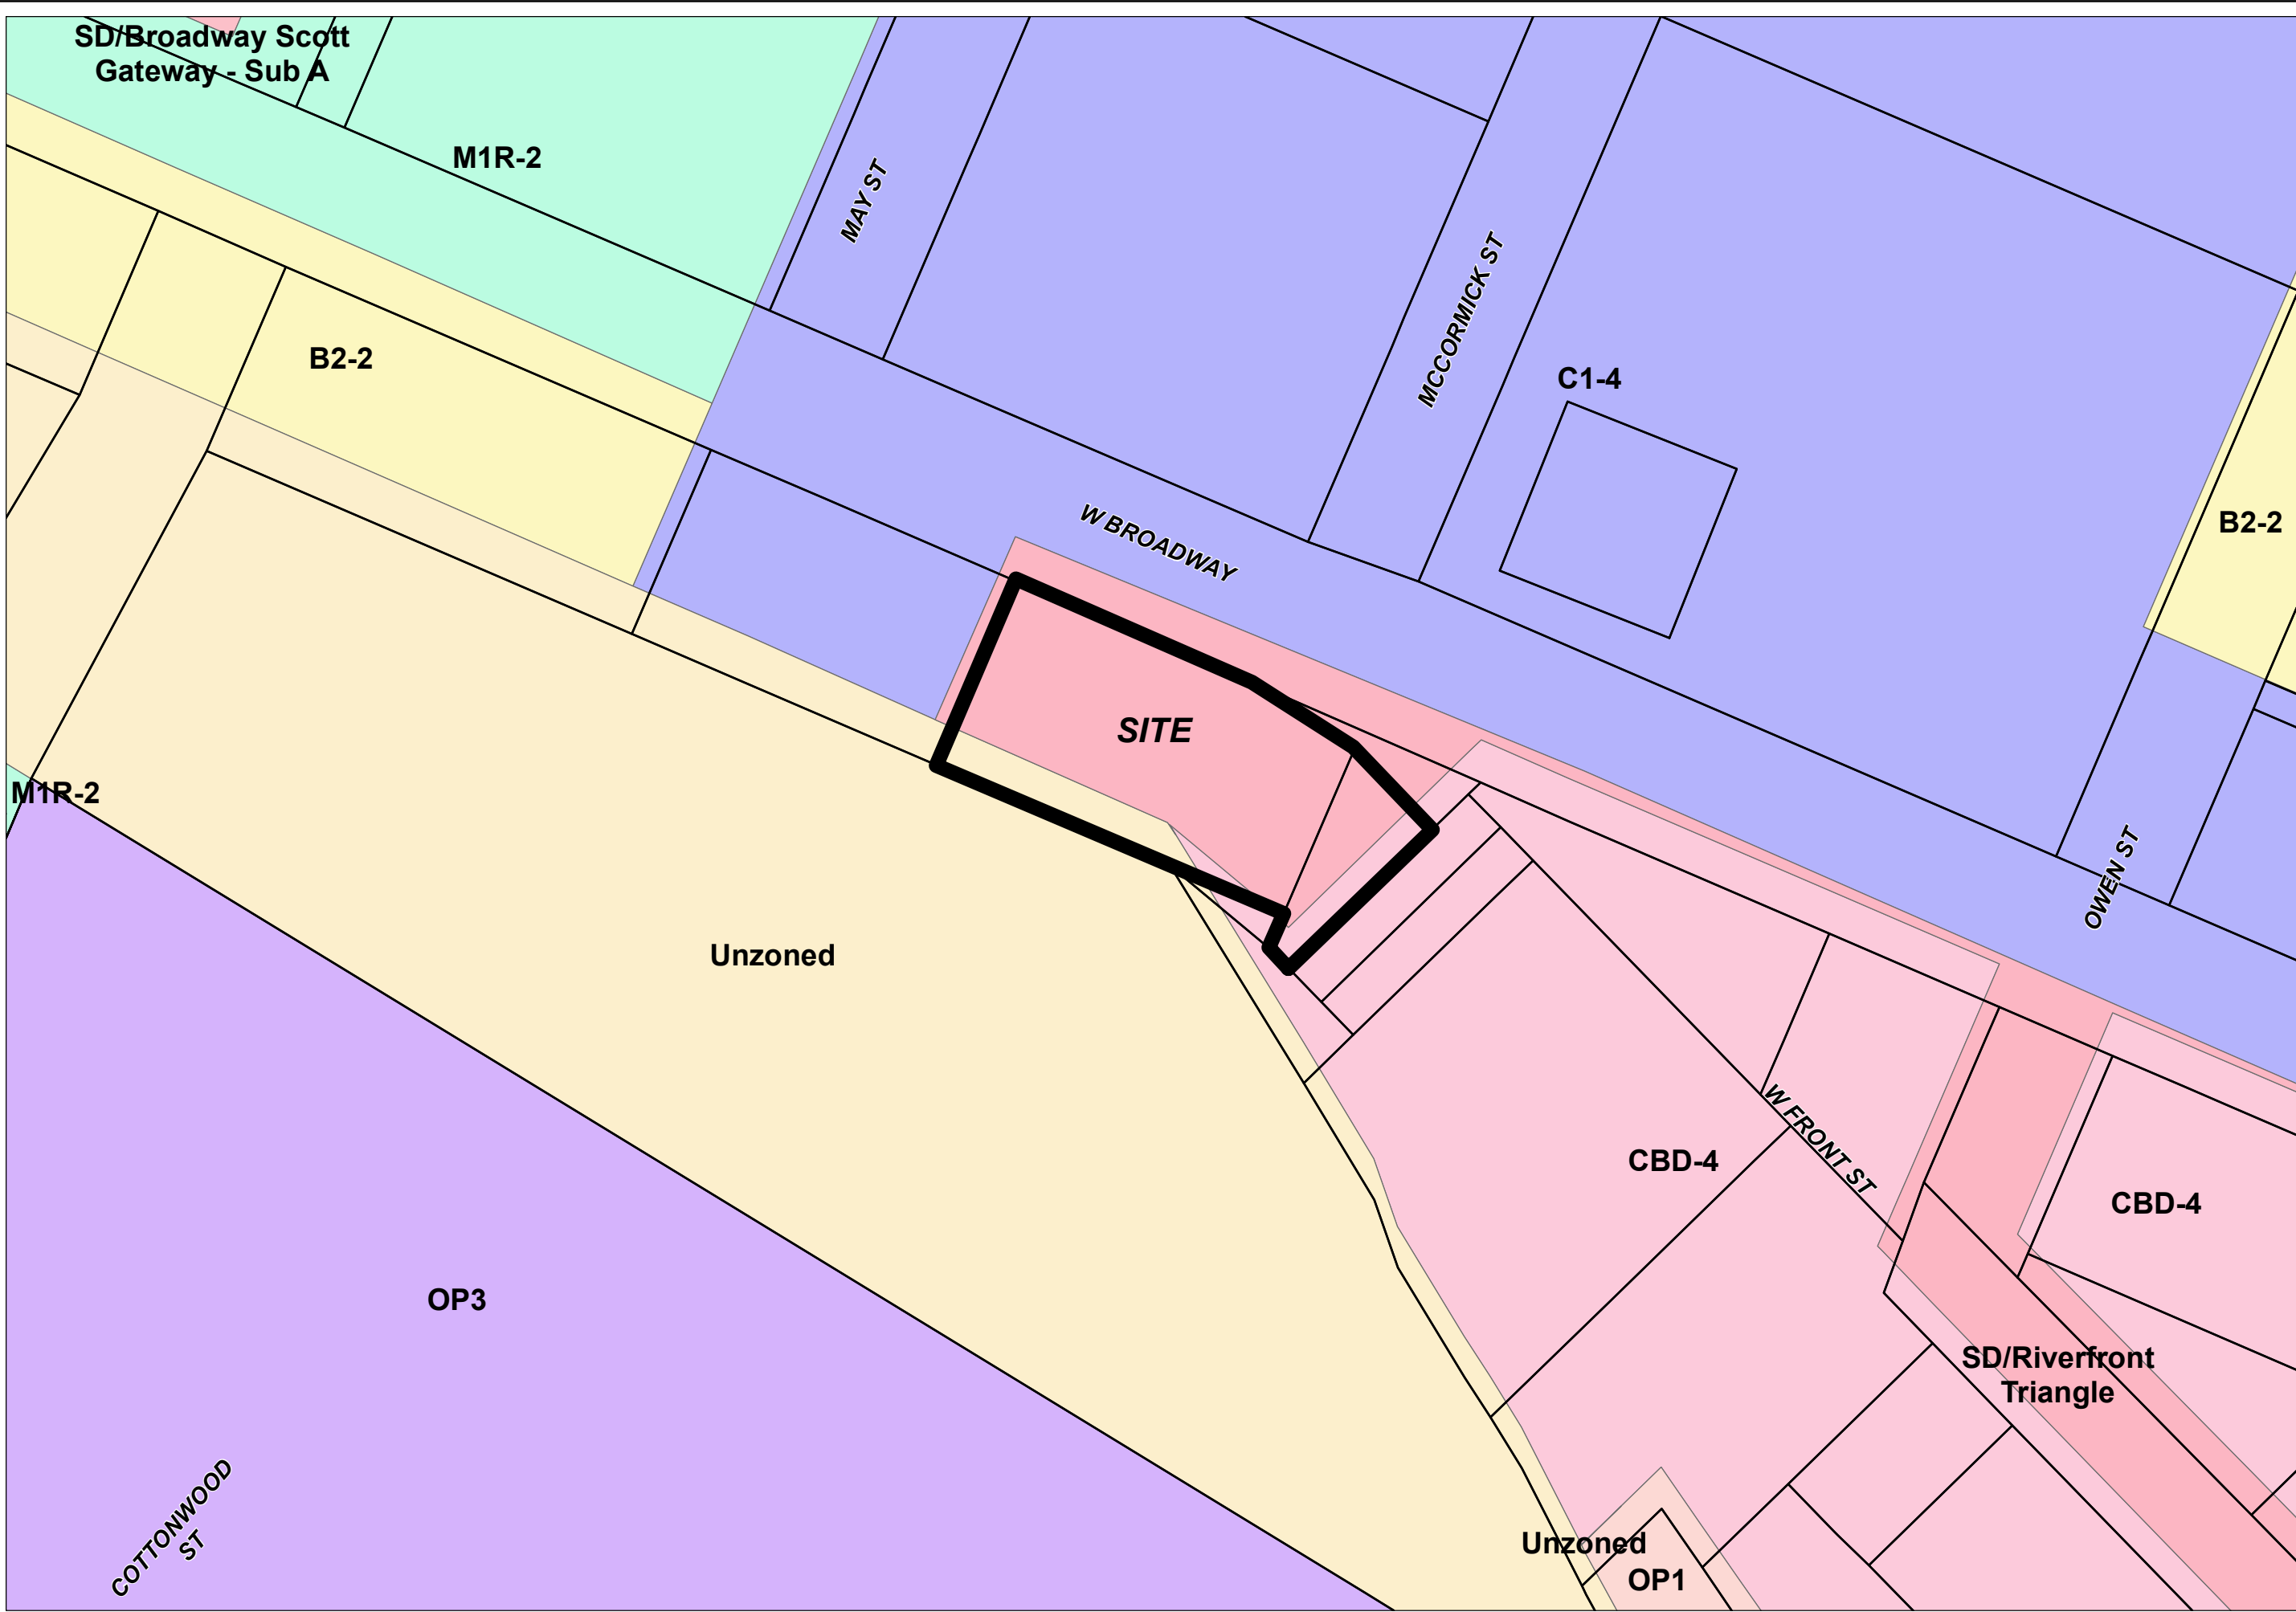 SD/Broadway Scott
Gateway - Sub A
M1R-2
MAY ST
MCCORMICK ST
B2-2
C1-4
W BROADWAY
B2-2
SITE
M1R-2
OWEN ST
Unzoned
W FRONT ST
CBD-4
CBD-4
OP3
SD/Riverfront
Triangle
COTTONWOOD
ST
Unzoned
OP1